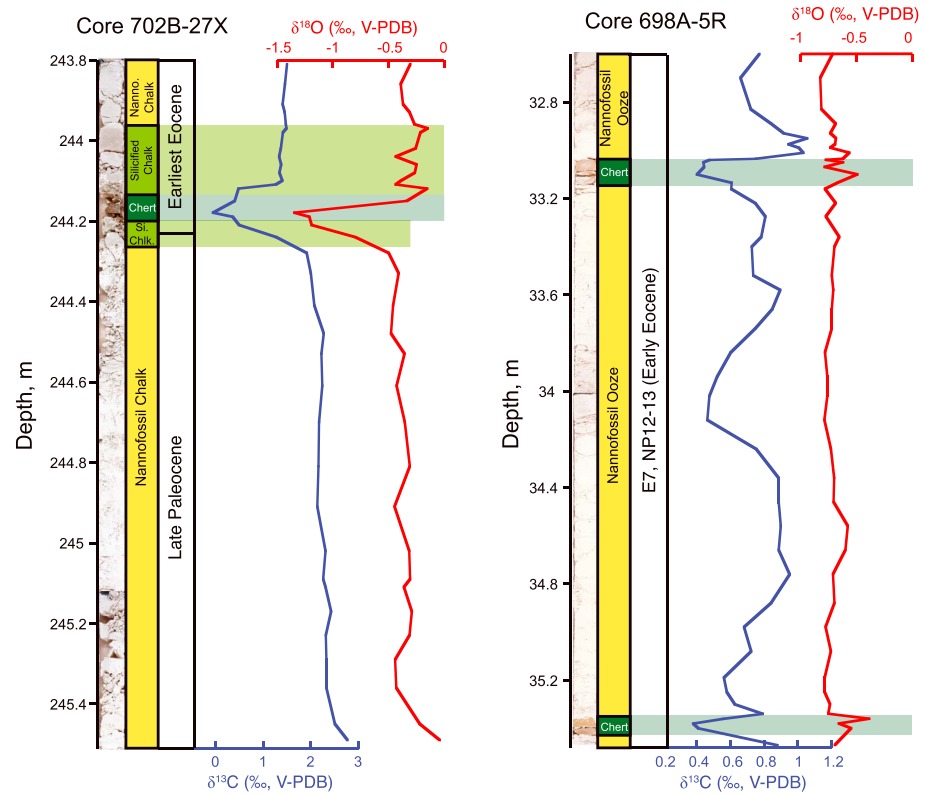 Core 702B-27X
δ18O (‰, V-PDB)
-1.5 -1 -0.5 0
243.8
244
244.2
244.4
244.6
244.8
245
245.2
245.4
Depth, m
Nanno.
Chalk
Silicified
Chalk
Chert
Si.
Chlk.
Nannofossil Chalk
Earliest Eocene
Late Paleocene
0 1 2 3
δ13C (‰, V-PDB)
Core 698A-5R
δ18O (‰, V-PDB)
-1 -0.5 0
32.8
33.2
33.6
34
34.4
34.8
35.2
Depth, m
Nannofossil
Ooze
Chert
Nannofossil Ooze
Chert
E7, NP12-13 (Early Eocene)
0.2 0.4 0.6 0.8 1 1.2
δ13C (‰, V-PDB)